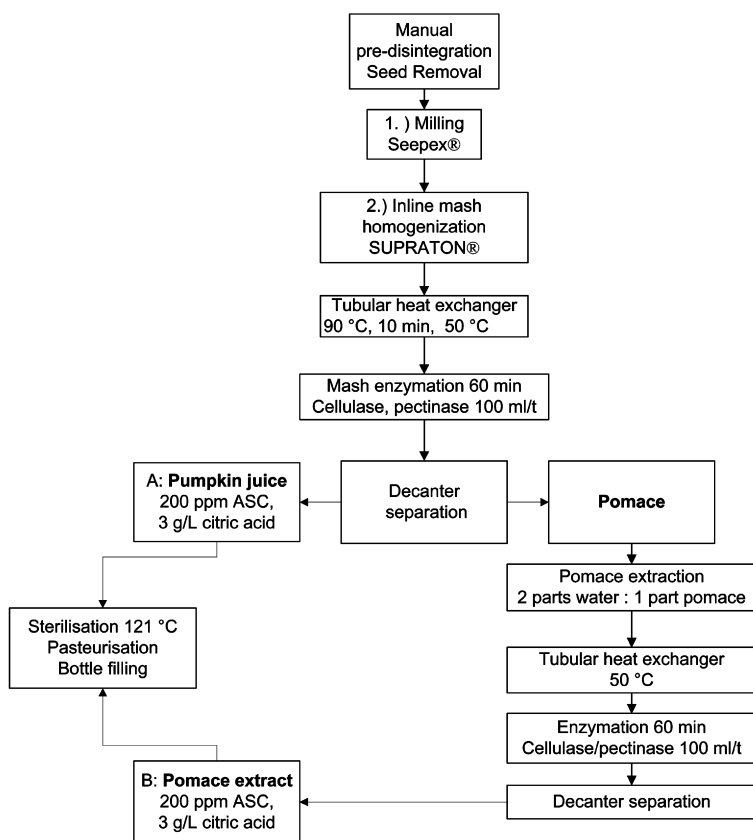 Manual
pre-disintegration
Seed Removal
1. ) Milling
Seepex®
2.) Inline mash
homogenization
SUPRATON®
Tubular heat exchanger
90 °C, 10 min, 50 °C
Mash enzymation 60 min
Cellulase, pectinase 100 ml/t
A: Pumpkin juice
200 ppm ASC,
3 g/L citric acid
Decanter
separation
Pomace
Pomace extraction
2 parts water : 1 part pomace
Sterilisation 121 °C
Pasteurisation
Bottle filling
Tubular heat exchanger
50 °C
Enzymation 60 min
Cellulase/pectinase 100 ml/t
B: Pomace extract
200 ppm ASC,
3 g/L citric acid
Decanter separation